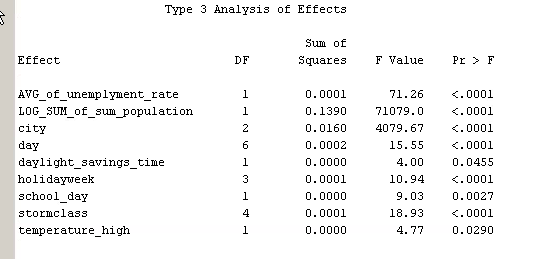 Type 3 Analysis of Effects
Sum of
Effect DF Squares F Value Pr > F
AVG_of_unemplyment_rate 1 0.0001 71.26 <.0001
LOG_SUM_of_sum_population 1 0.1390 71079.0 <.0001
city 2 0.0160 4079.67 <.0001
day 6 0.0002 15.55 <.0001
daylight_savings_time 1 0.0000 4.00 0.0455
holidayweek 3 0.0001 10.94 <.0001
school_day 1 0.0000 9.03 0.0027
stormclass 4 0.0001 18.93 <.0001
temperature_high 1 0.0000 4.77 0.0290